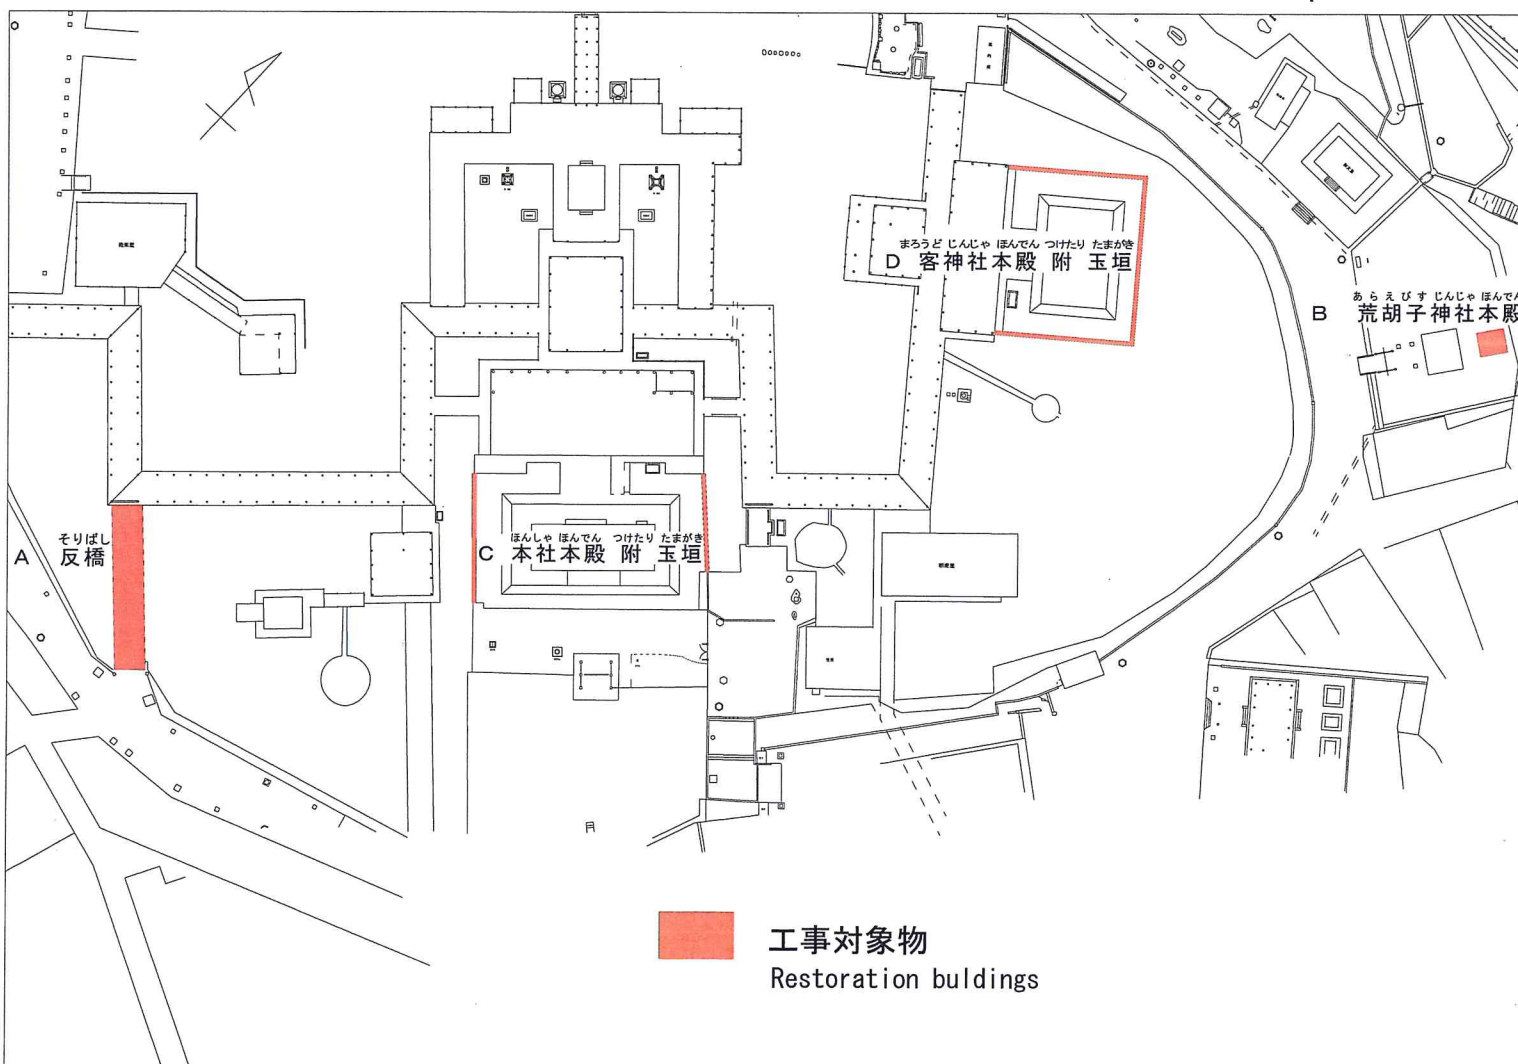 まろうど じんじゃ ほんでん つけたり たまがき
D 客神社本殿 附 玉垣
あらえびす じんじゃ ほんでん
B 荒胡子神社本殿
そりばし
A 反橋
ほんしゃ ほんでん つけたり たまがき
C 本社本殿 附 玉垣
工事対象物
Restoration buldings